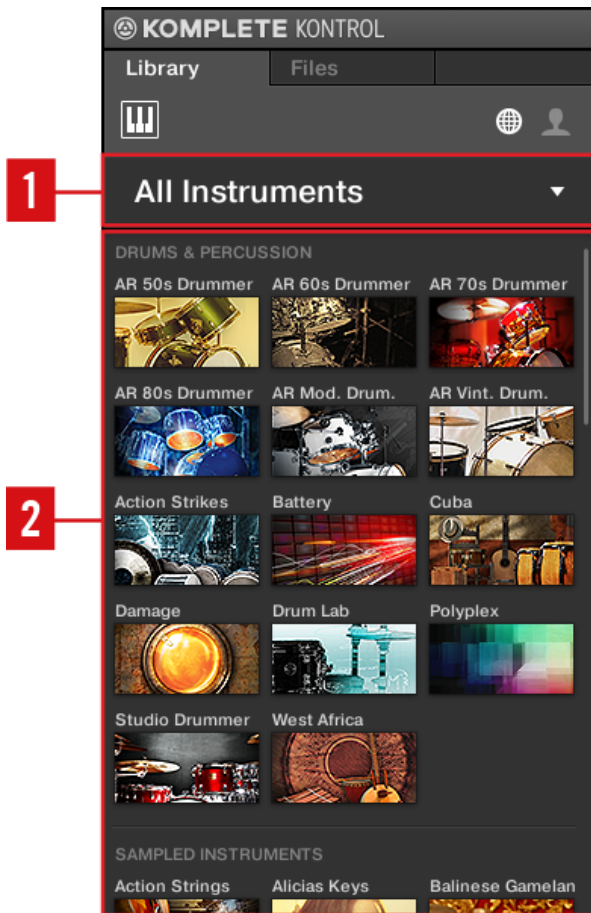 KOMPLETE KONTROL
Library Files
1
All Instruments
2
DRUMS & PERCUSSION
AR 50s Drummer AR 60s Drummer AR 70s Drummer
AR 80s Drummer AR Mod. Drum. AR Vint. Drum.
Action Strikes Battery Cuba
Damage Drum Lab Polyplex
Studio Drummer West Africa
SAMPLED INSTRUMENTS
Action Strings Alicias Keys Balinese Gamelan